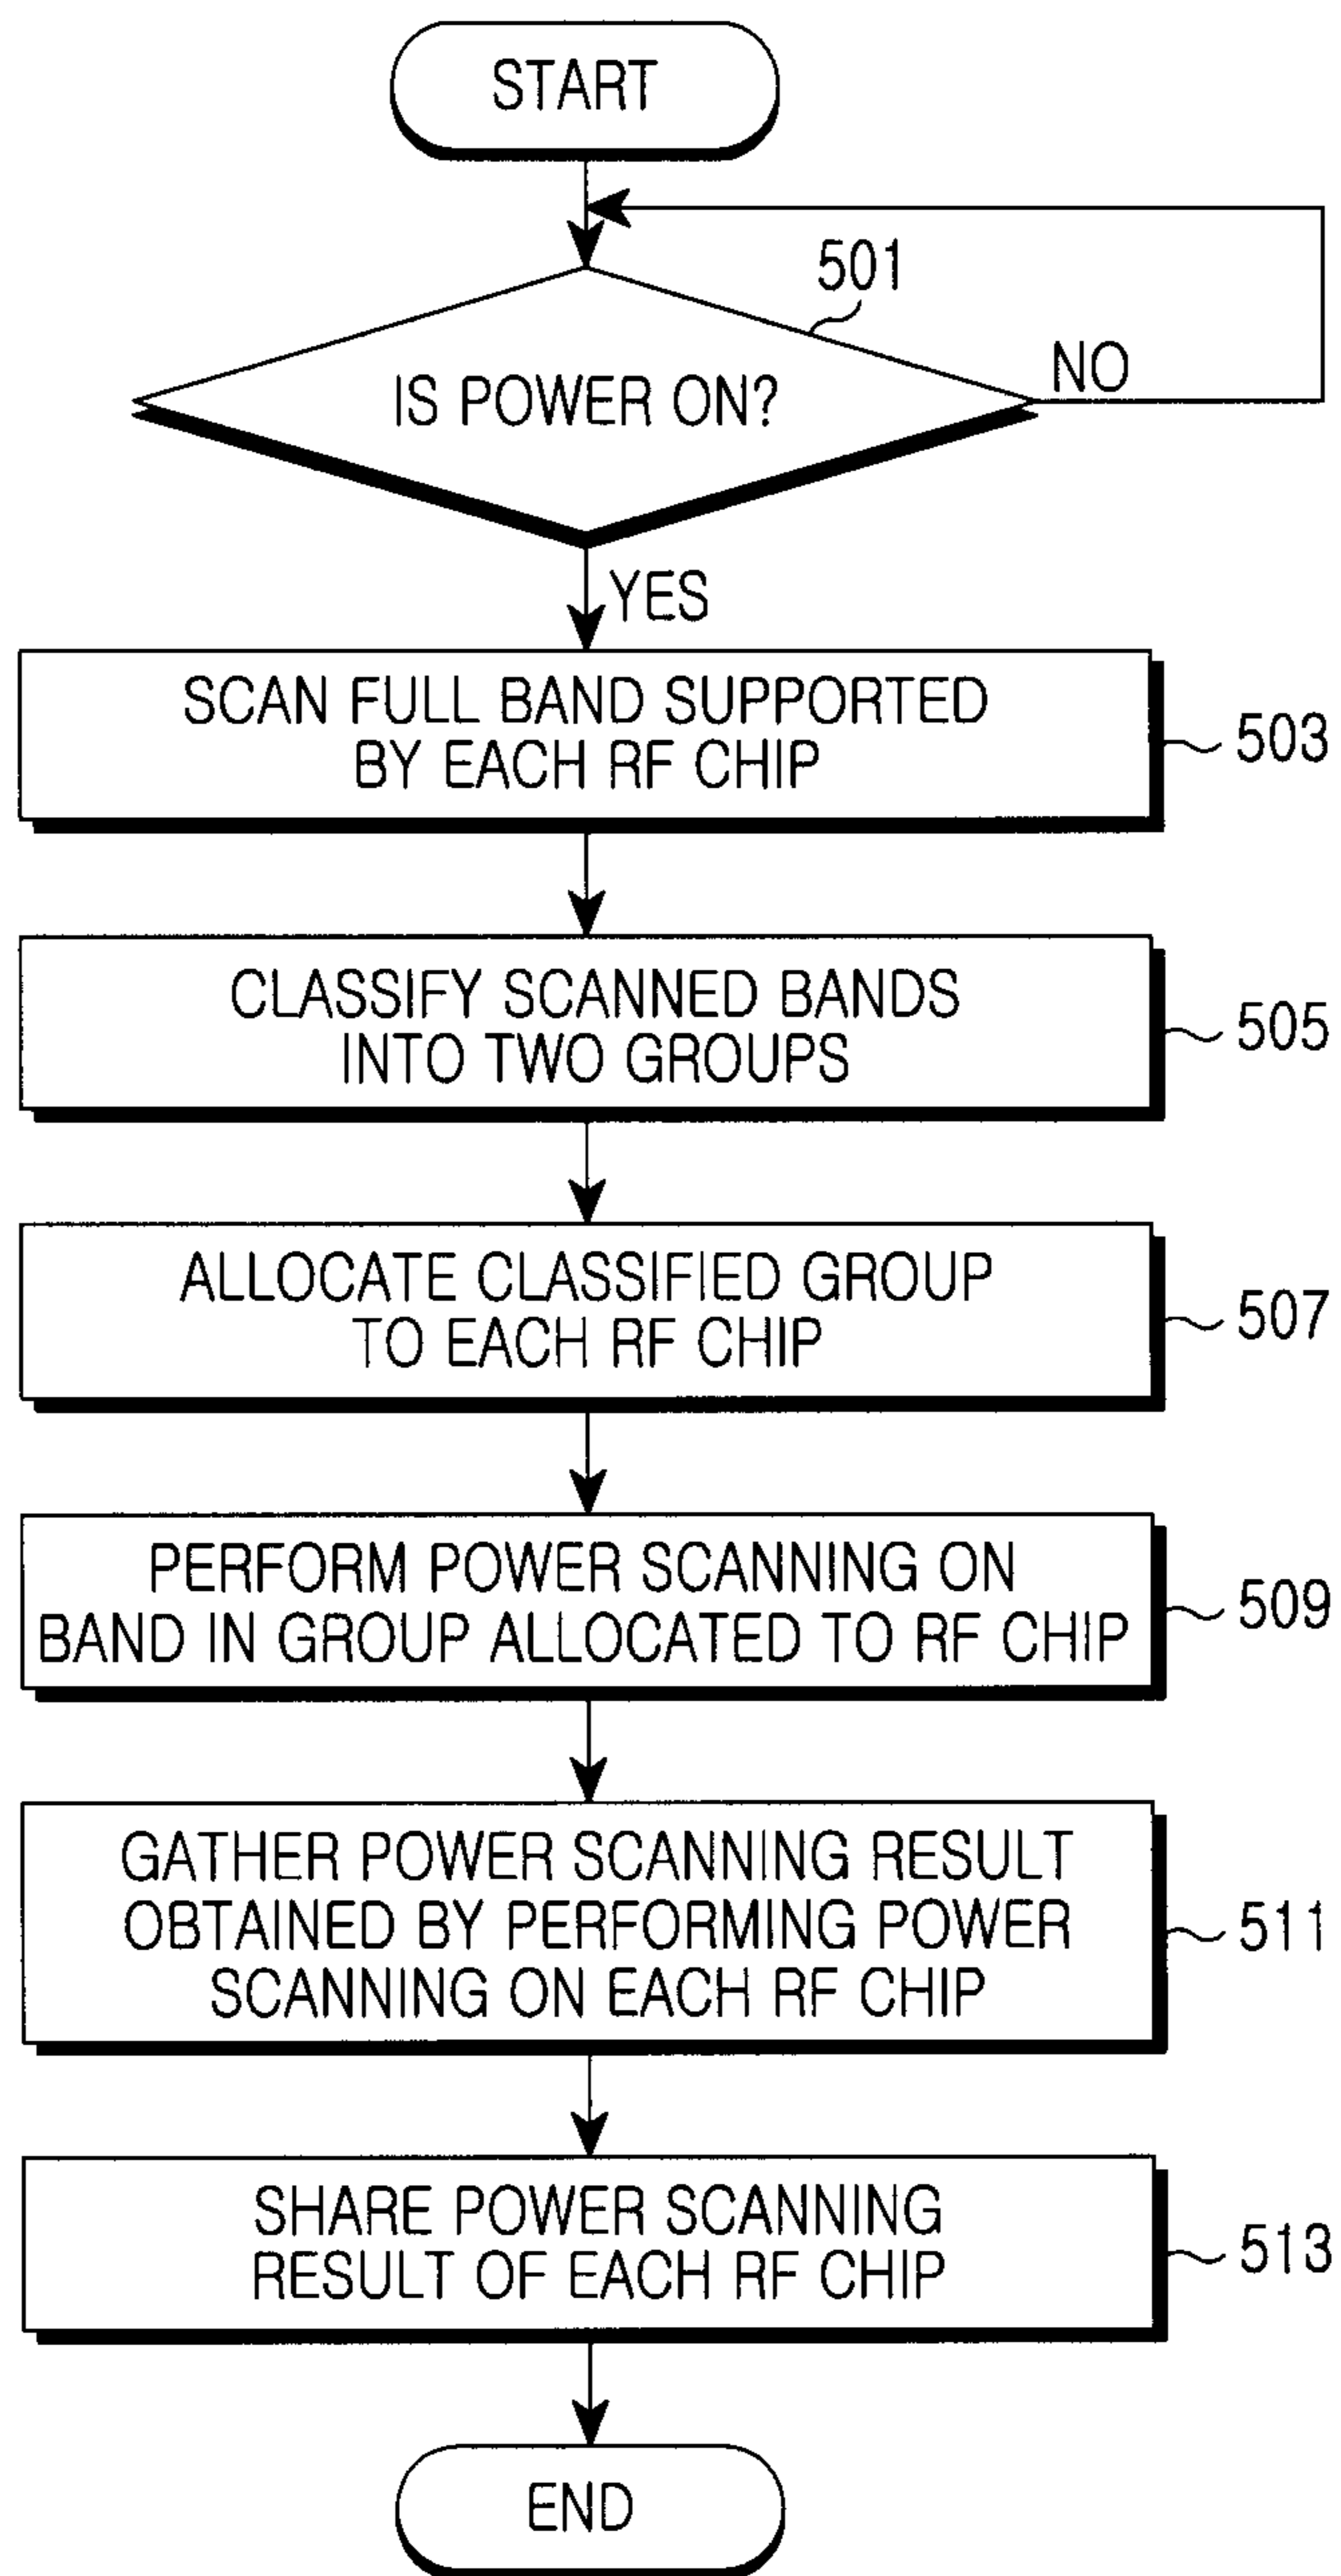 START
501
IS POWER ON?
NO
YES
SCAN FULL BAND SUPPORTED
BY EACH RF CHIP
503
CLASSIFY SCANNED BANDS
INTO TWO GROUPS
505
ALLOCATE CLASSIFIED GROUP
TO EACH RF CHIP
507
PERFORM POWER SCANNING ON
BAND IN GROUP ALLOCATED TO RF CHIP
509
GATHER POWER SCANNING RESULT
OBTAINED BY PERFORMING POWER
SCANNING ON EACH RF CHIP
511
SHARE POWER SCANNING
RESULT OF EACH RF CHIP
513
END